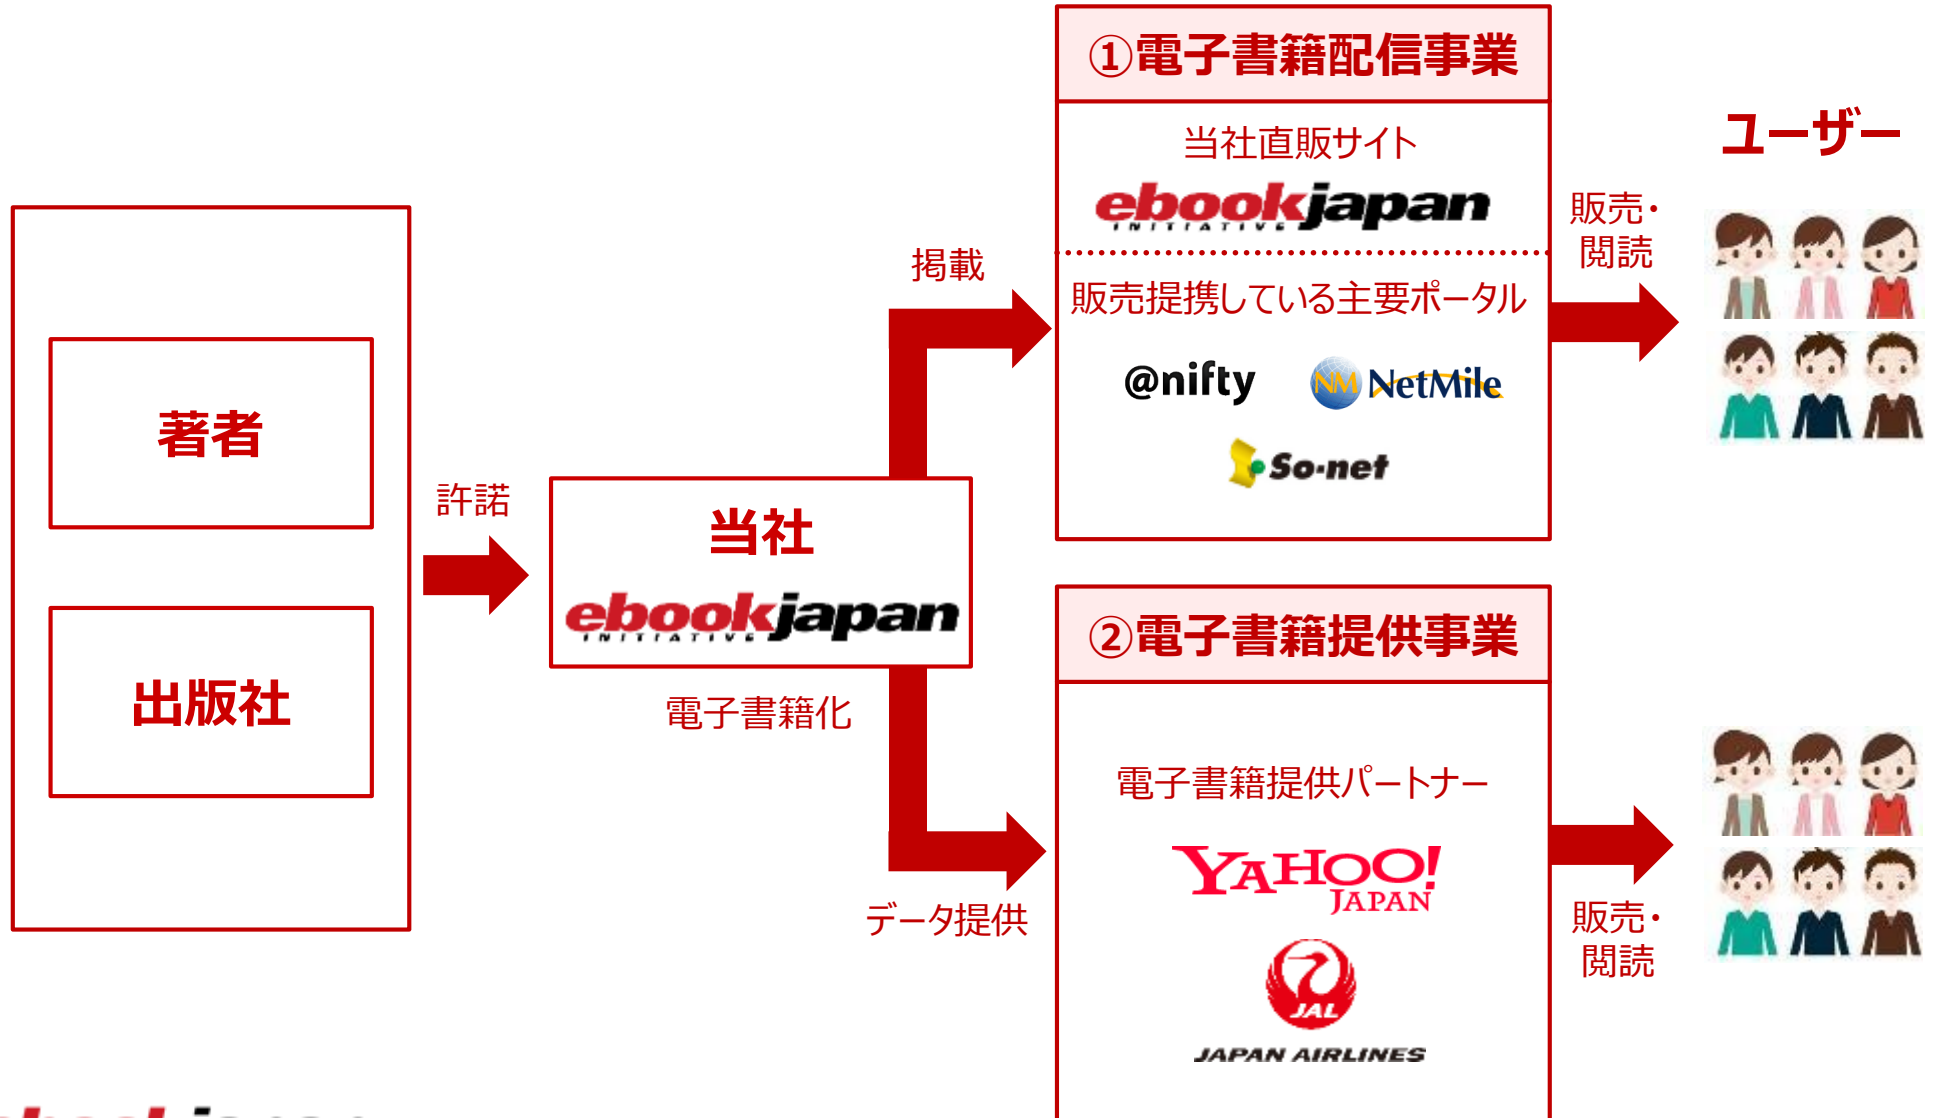 著者
出版社
許諾
当社
ebookjapan
INITIATIVE
電子書籍化
掲載
データ提供
①電子書籍配信事業
当社直販サイト
ebookjapan
INITIATIVE
販売提携している主要ポータル
@nifty
NM NetMile
So-net
②電子書籍提供事業
電子書籍提供パートナー
YAHOO!
JAPAN
JAL
JAPAN AIRLINES
ユーザー
販売・
閲読
販売・
閲読